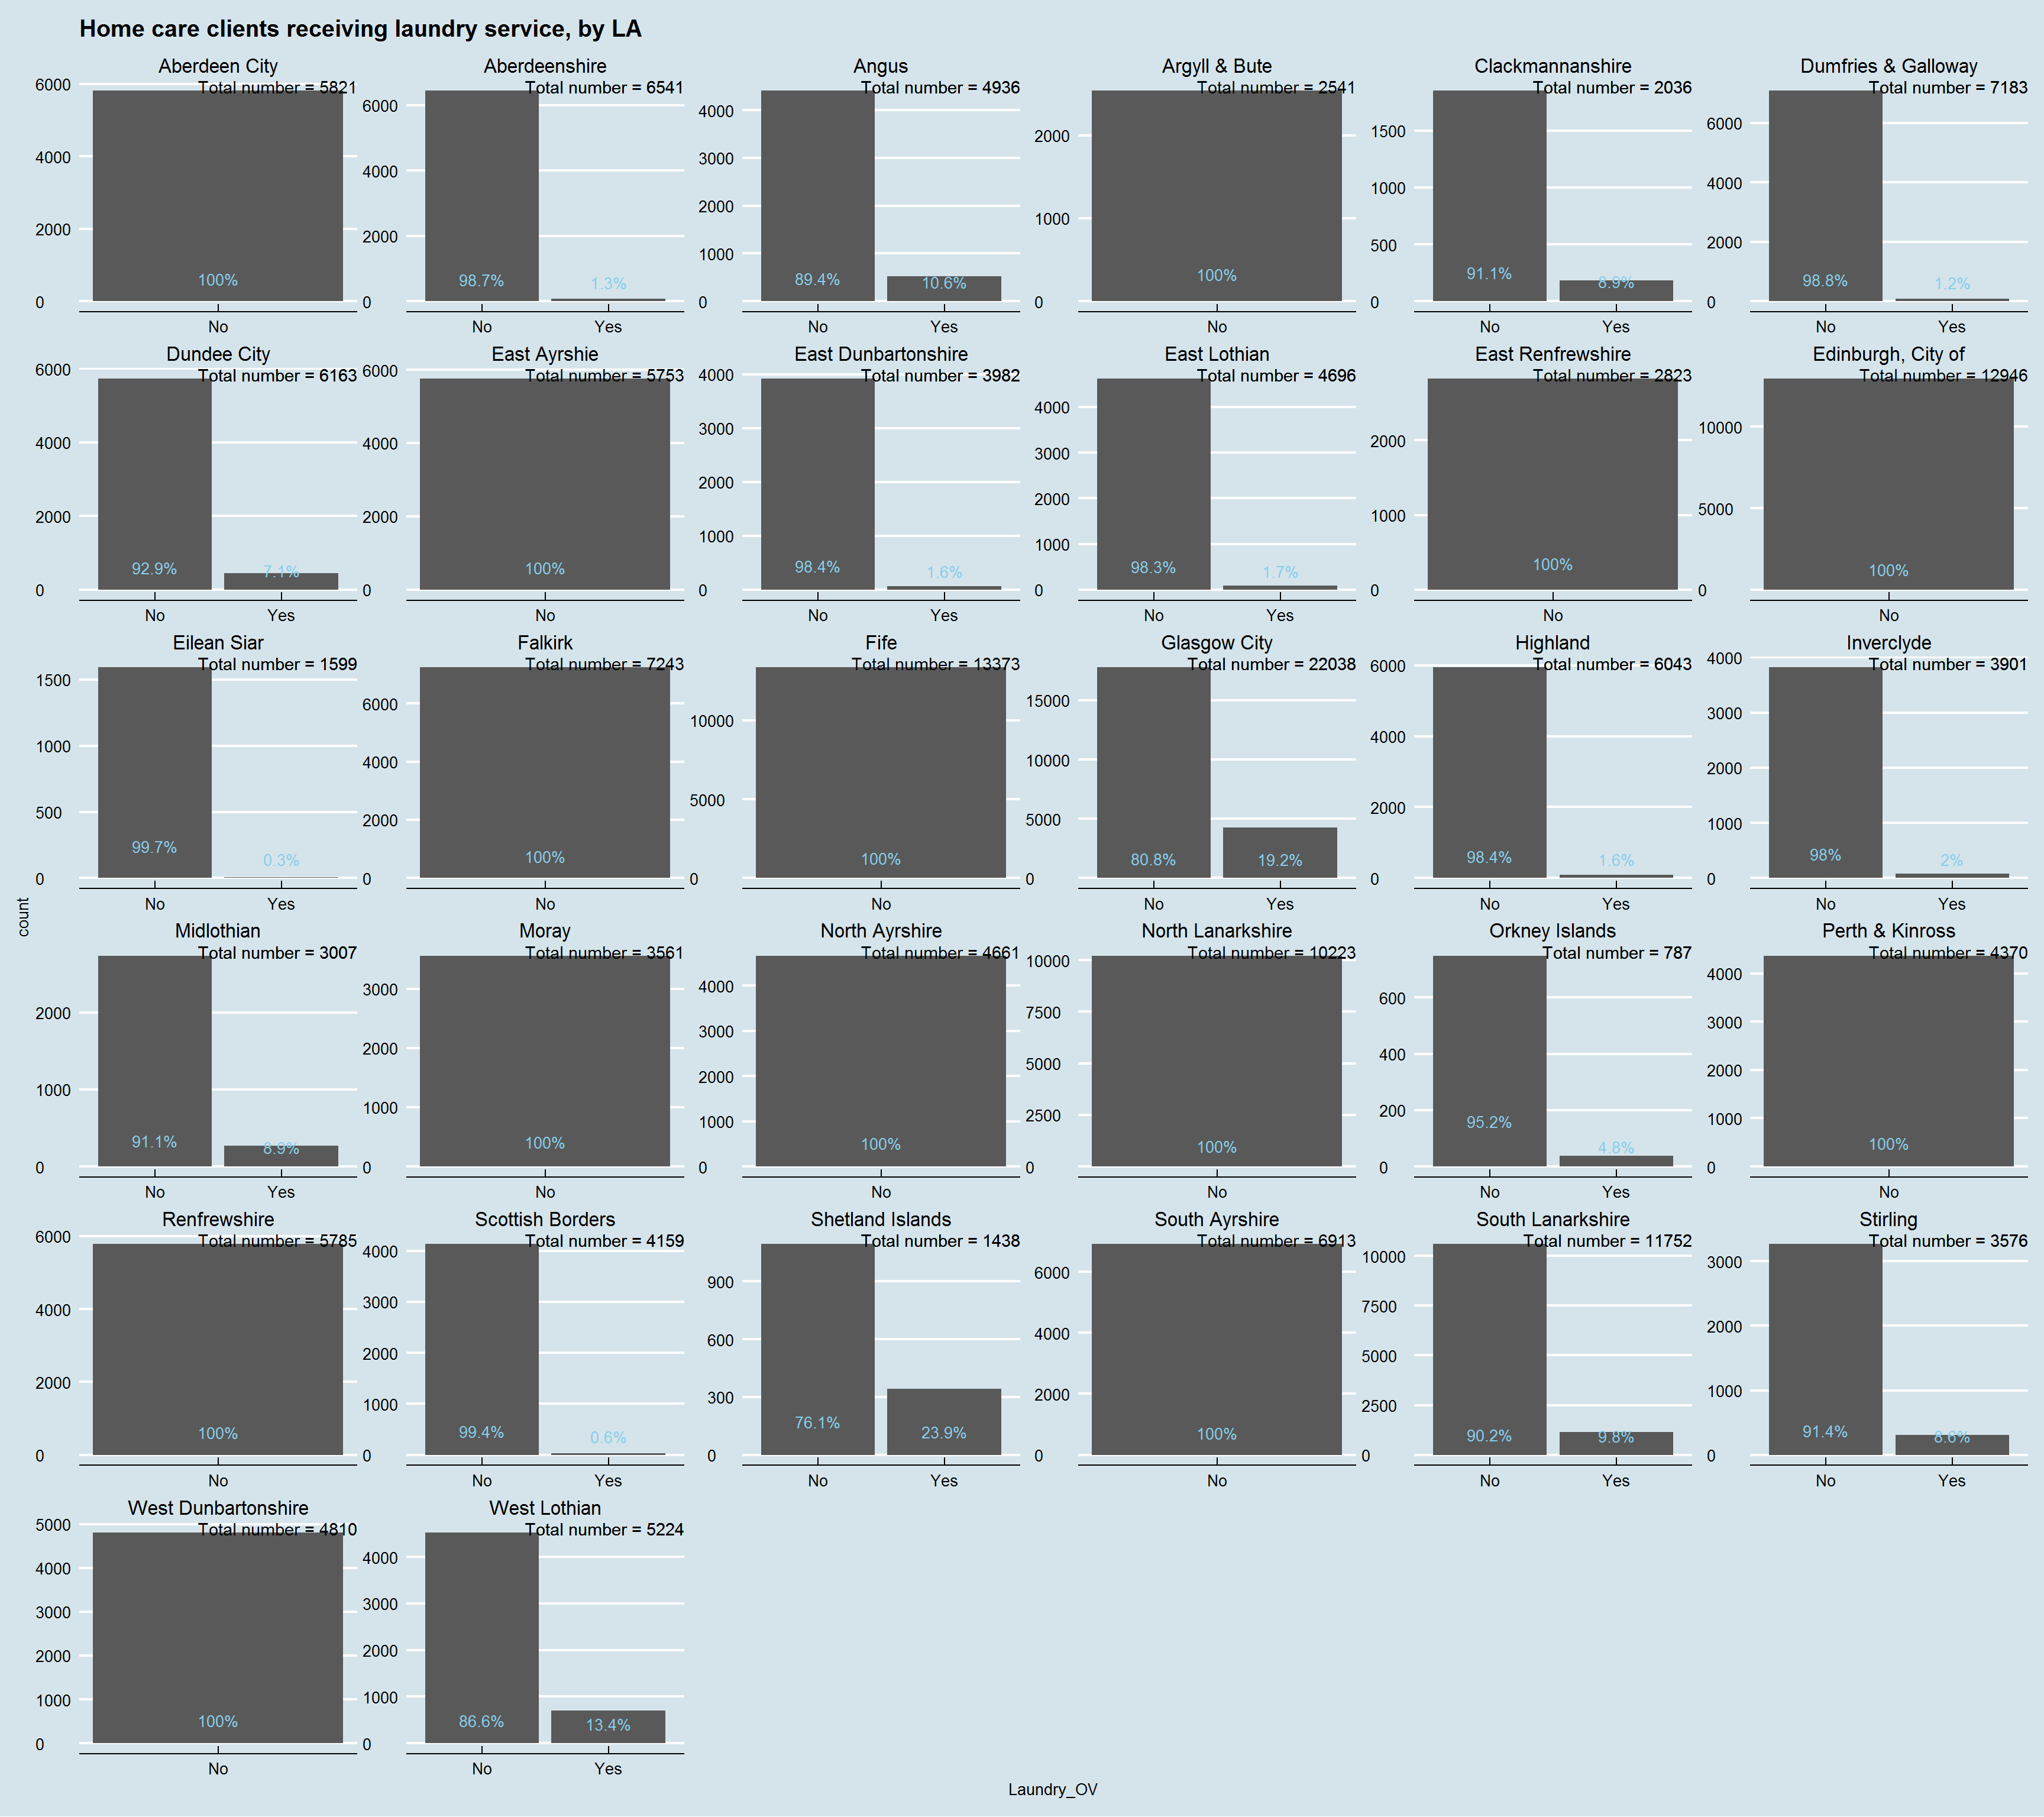 Home care clients receiving laundry service, by LA
Aberdeen City Aberdeenshire Angus Argyll & Bute Clackmannanshire Dumfries & Galloway
Total number = 5821 Total number = 6541 Total number = 4936 Total number = 2541 Total number = 2036 Total number = 7183
6000 4000 2000 0 100% No
6000 4000 2000 0 98.7% 1.3% No Yes
4000 3000 2000 1000 0 89.4% 10.6% No Yes
2000 1000 0 100% No
1500 1000 500 0 91.1% 8.9% No Yes
6000 4000 2000 0 98.8% 1.2% No Yes
Dundee City East Ayrshie East Dunbartonshire East Lothian East Renfrewshire Edinburgh, City of
Total number = 6163 Total number = 5753 Total number = 3982 Total number = 4696 Total number = 2823 Total number = 12946
6000 4000 2000 0 92.9% 7.1% No Yes
6000 4000 2000 0 100% No
4000 3000 2000 1000 0 98.4% 1.6% No Yes
4000 3000 2000 1000 0 98.3% 1.7% No Yes
2000 1000 0 100% No
10000 5000 0 100% No
Eilean Siar Falkirk Fife Glasgow City Highland Inverclyde
Total number = 1599 Total number = 7243 Total number = 13373 Total number = 22038 Total number = 6043 Total number = 3901
1500 1000 500 0 99.7% 0.3% No Yes
6000 4000 2000 0 100% No
10000 5000 0 100% No
15000 10000 5000 0 80.8% 19.2% No Yes
6000 4000 2000 0 98.4% 1.6% No Yes
4000 3000 2000 1000 0 98% 2% No Yes
count
Midlothian Moray North Ayrshire North Lanarkshire Orkney Islands Perth & Kinross
Total number = 3007 Total number = 3561 Total number = 4661 Total number = 10223 Total number = 787 Total number = 4370
2000 1000 0 91.1% 8.9% No Yes
3000 2000 1000 0 100% No
4000 3000 2000 1000 0 100% No
10000 7500 5000 2500 0 100% No
600 400 200 0 95.2% 4.8% No Yes
4000 3000 2000 1000 0 100% No
Renfrewshire Scottish Borders Shetland Islands South Ayrshire South Lanarkshire Stirling
Total number = 5785 Total number = 4159 Total number = 1438 Total number = 6913 Total number = 11752 Total number = 3576
6000 4000 2000 0 100% No
4000 3000 2000 1000 0 99.4% 0.6% No Yes
900 600 300 0 76.1% 23.9% No Yes
6000 4000 2000 0 100% No
10000 7500 5000 2500 0 90.2% 9.8% No Yes
3000 2000 1000 0 91.4% 8.6% No Yes
West Dunbartonshire West Lothian
Total number = 4810 Total number = 5224
5000 4000 3000 2000 1000 0 100% No
4000 3000 2000 1000 0 86.6% 13.4% No Yes
Laundry_OV